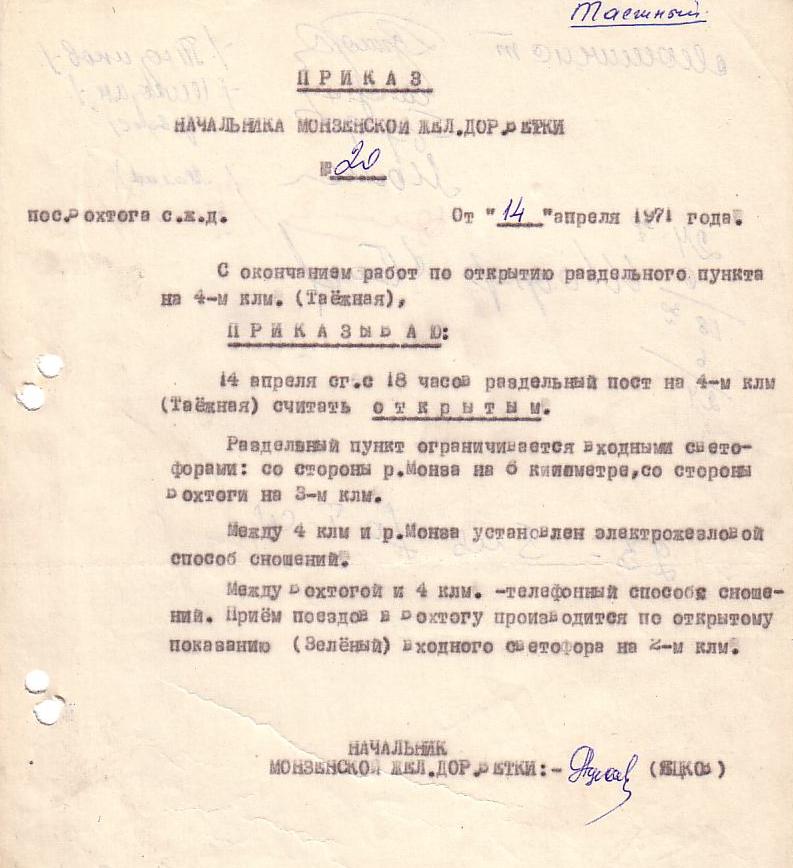 Таежный
П Р И К А З
НАЧАЛЬНИКА МОНЗЕНСКОЙ ЖЕЛ.ДОР.ВЕТКИ
№ 20
пос.Вохтога с.ж.д. От "14 "апреля 1971 года.
С окончанием работ по открытию раздельного пункта
на 4-м клм. (Таёжная),
П Р И К А З Ы В А Ю:
14 апреля сг.с 18 часов раздельный пост на 4-м клм
(Таёжная) считать о т к р ы т ы м.
Раздельный пункт ограничивается входными свето-
форами: со стороны р.Монза на 6 километре,со стороны
Вохтоги на 3-м клм.
Между 4 клм и р.Монза установлен электрожезловой
способ сношений.
Между Вохтогой и 4 клм. -телефонный способ сноше-
ний. Приём поездов в Вохтогу производится по открытому
показанию (Зелёный) входного светофора на 2-м клм.
НАЧАЛЬНИК
МОНЗЕНСКОЙ ЖЕЛ.ДОР.ВЕТКИ:- (ЯЦКОВ)